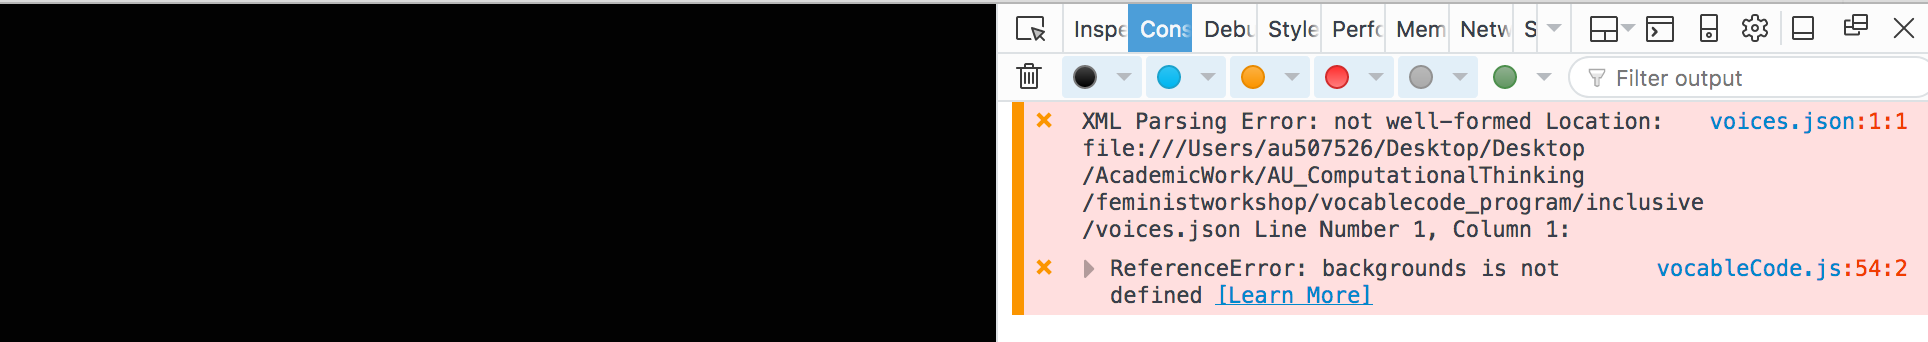 Inspe Cons Debu Style Perfo Mem Netw S
Filter output
XML Parsing Error: not well-formed Location: voices.json:1:1
file:///Users/au507526/Desktop/Desktop
/AcademicWork/AU_ComputationalThinking
/feministworkshop/vocablecode_program/inclusive
/voices.json Line Number 1, Column 1:
ReferenceError: backgrounds is not vocableCode.js:54:2
defined [Learn More]